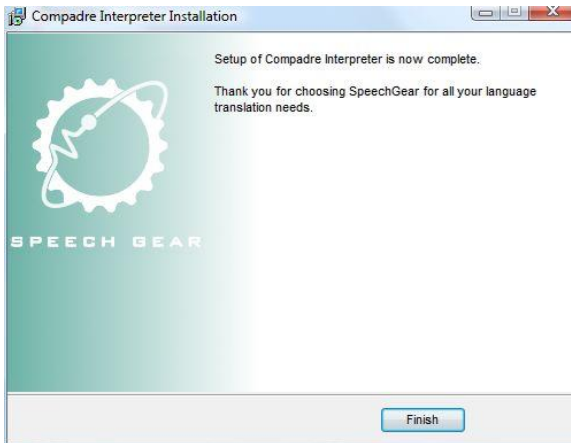 Compadre Interpreter Installation
Setup of Compadre Interpreter is now complete.
Thank you for choosing SpeechGear for all your language
translation needs.
SPEECH GEAR
Finish